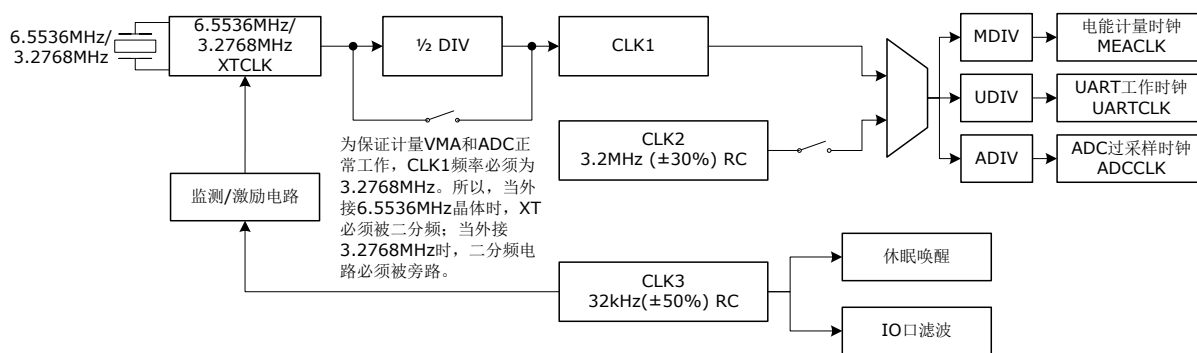 6.5536MHz/
3.2768MHz
6.5536MHz/
3.2768MHz
XTCLK
½ DIV
CLK1
MDIV
电能计量时钟
MEACLK
UDIV
UART工作时钟
UARTCLK
ADIV
ADC过采样时钟
ADCCLK
CLK2
3.2MHz (±30%) RC
为保证计量VMA和ADC正
常工作，CLK1频率必须为
3.2768MHz。所以，当外
接6.5536MHz晶体时，XT
必须被二分频；当外接
3.2768MHz时，二分频电
路必须被旁路。
监测/激励电路
CLK3
32kHz(±50%) RC
休眠唤醒
IO口滤波